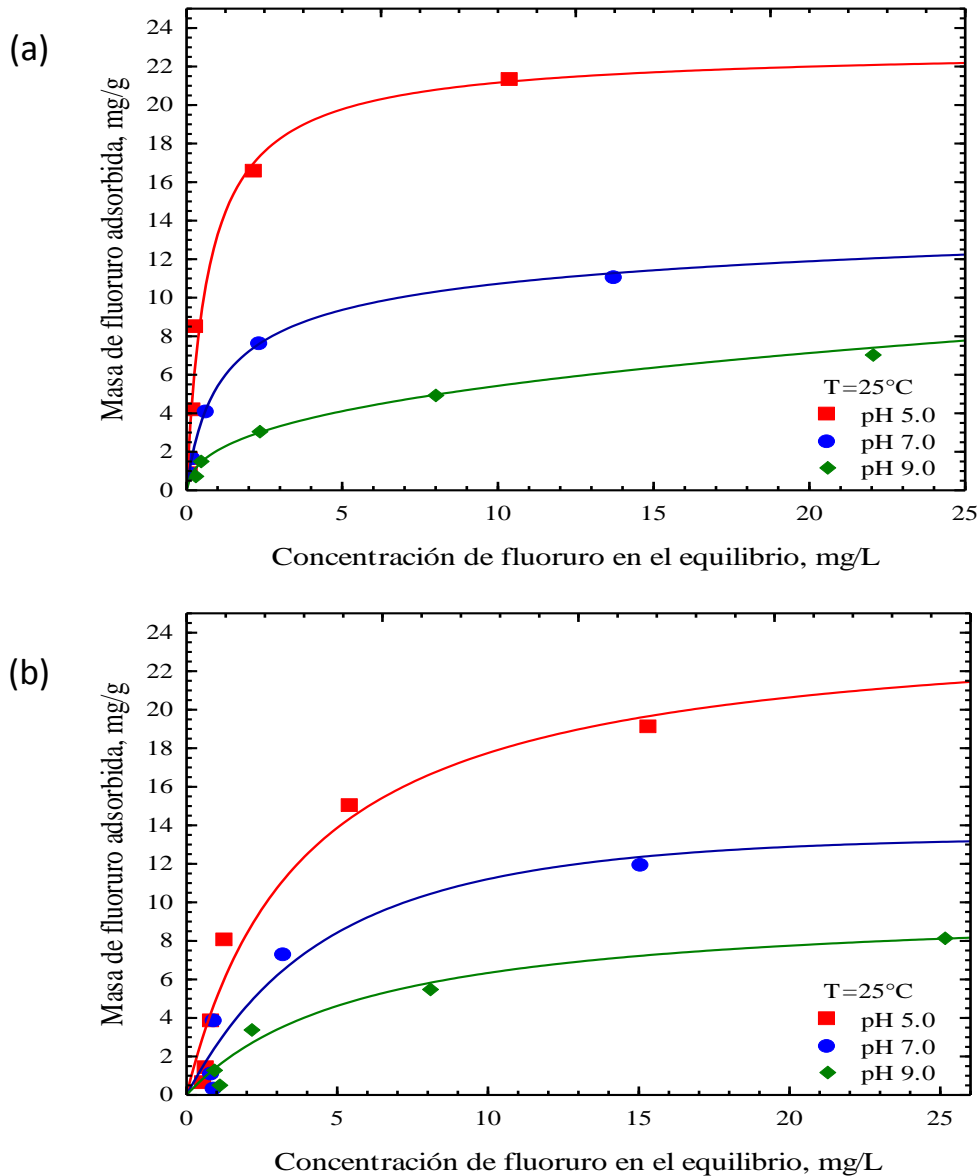 (a)
24
22
20
18
16
14
12
10
8
6
4
2
0
Masa de fluoruro adsorbida, mg/g
T=25°C
pH 5.0
pH 7.0
pH 9.0
0 5 10 15 20 25
Concentración de fluoruro en el equilibrio, mg/L
(b)
24
22
20
18
16
14
12
10
8
6
4
2
0
Masa de fluoruro adsorbida, mg/g
T=25°C
pH 5.0
pH 7.0
pH 9.0
0 5 10 15 20 25
Concentración de fluoruro en el equilibrio, mg/L